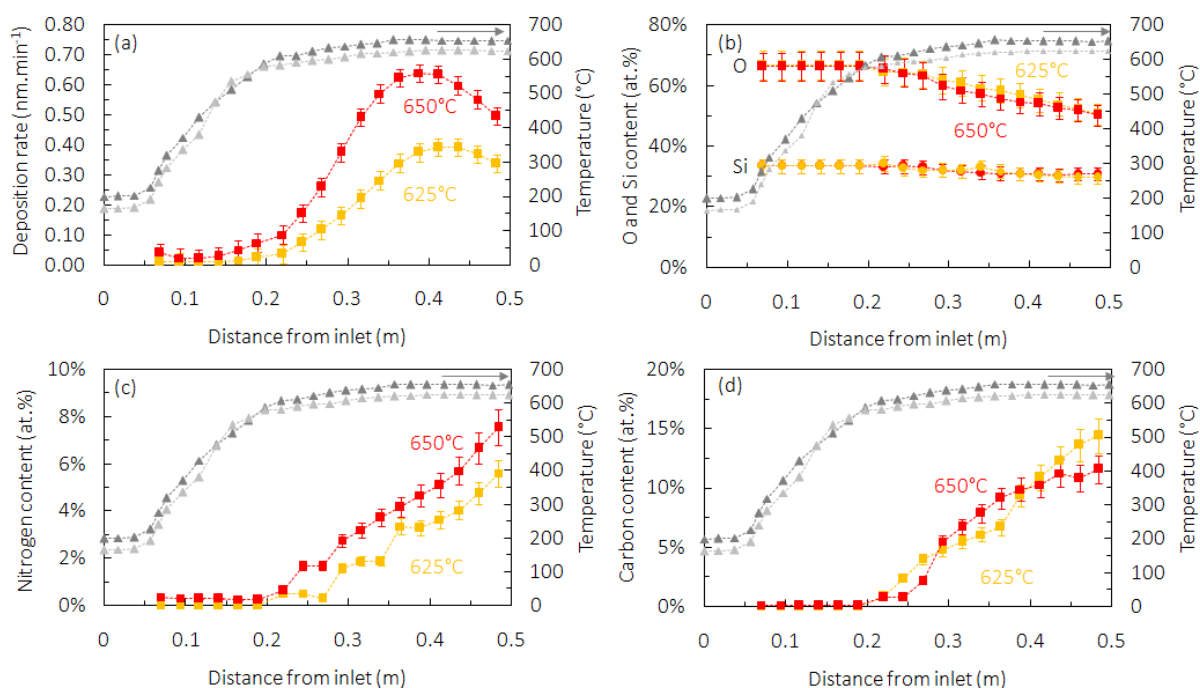 (a)
Deposition rate (nm.min⁻¹)
0.80
0.70
0.60
0.50
0.40
0.30
0.20
0.10
0.00
650°C
625°C
700
600
500
400
300
200
100
0
Temperature (°C)
0 0.1 0.2 0.3 0.4 0.5
Distance from inlet (m)
(b)
O and Si content (at.%)
80%
60%
40%
20%
0%
O
Si
625°C
650°C
700
600
500
400
300
200
100
0
Temperature (°C)
0 0.1 0.2 0.3 0.4 0.5
Distance from inlet (m)
(c)
Nitrogen content (at.%)
10%
8%
6%
4%
2%
0%
650°C
625°C
700
600
500
400
300
200
100
0
Temperature (°C)
0 0.1 0.2 0.3 0.4 0.5
Distance from inlet (m)
(d)
Carbon content (at.%)
20%
15%
10%
5%
0%
650°C
625°C
700
600
500
400
300
200
100
0
Temperature (°C)
0 0.1 0.2 0.3 0.4 0.5
Distance from inlet (m)